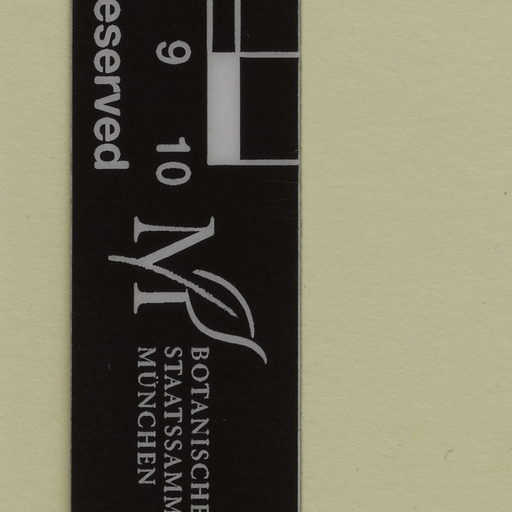 eserved
9
10
M
BOTANISCHE
STAATSSAMM
MÜNCHEN